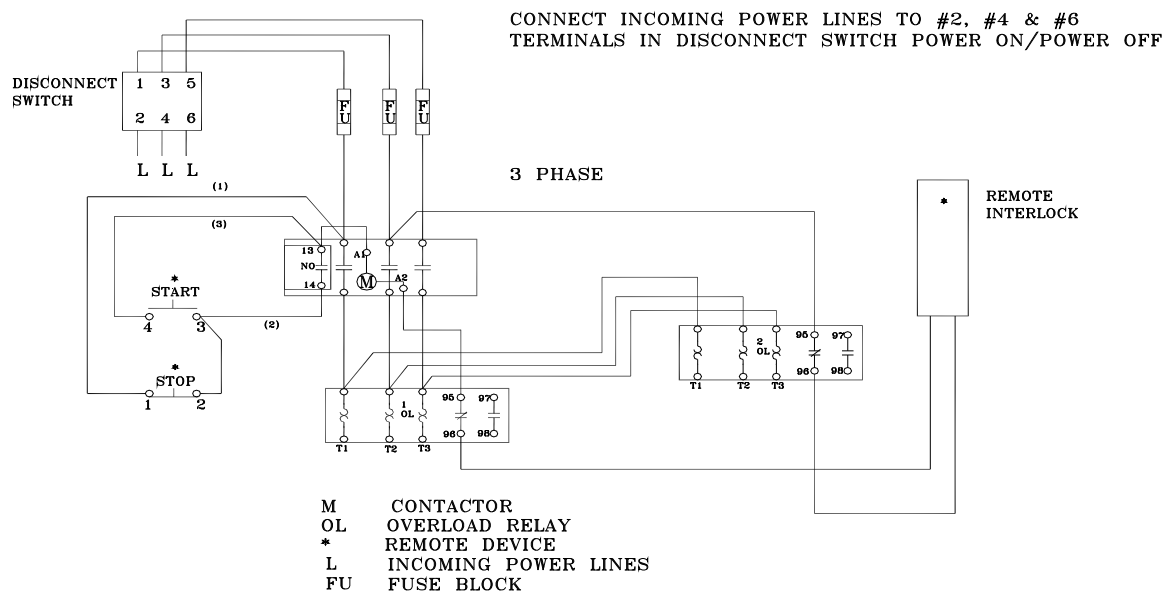 CONNECT INCOMING POWER LINES TO #2, #4 & #6
TERMINALS IN DISCONNECT SWITCH POWER ON/POWER OFF
DISCONNECT
SWITCH
1 3 5
2 4 6
L L L
FU FU FU
3 PHASE
(1)
(3)
*
REMOTE
INTERLOCK
13
NO
14
A1
M
A2
*
START
4 3
(2)
*
STOP
1 2
2
OL
95 97
96 98
T1 T2 T3
1
OL
95 97
96 98
T1 T2 T3
M CONTACTOR
OL OVERLOAD RELAY
* REMOTE DEVICE
L INCOMING POWER LINES
FU FUSE BLOCK